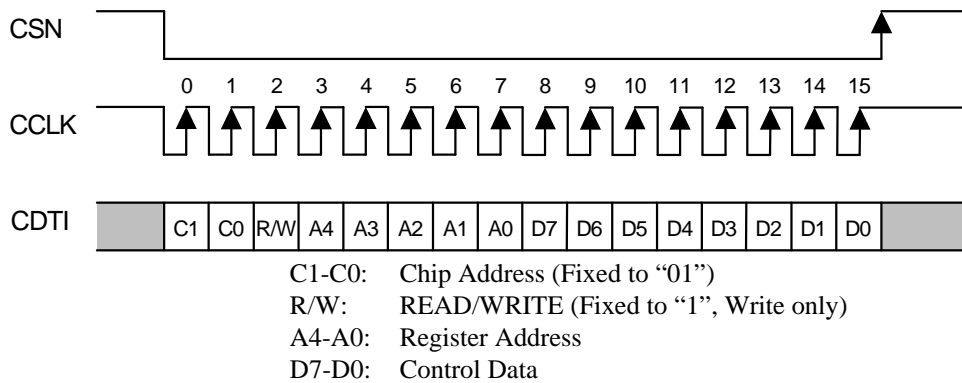 CSN
0 1 2 3 4 5 6 7 8 9 10 11 12 13 14 15
CCLK
CDTI C1 C0 R/W A4 A3 A2 A1 A0 D7 D6 D5 D4 D3 D2 D1 D0
C1-C0: Chip Address (Fixed to “01”)
R/W: READ/WRITE (Fixed to “1”, Write only)
A4-A0: Register Address
D7-D0: Control Data